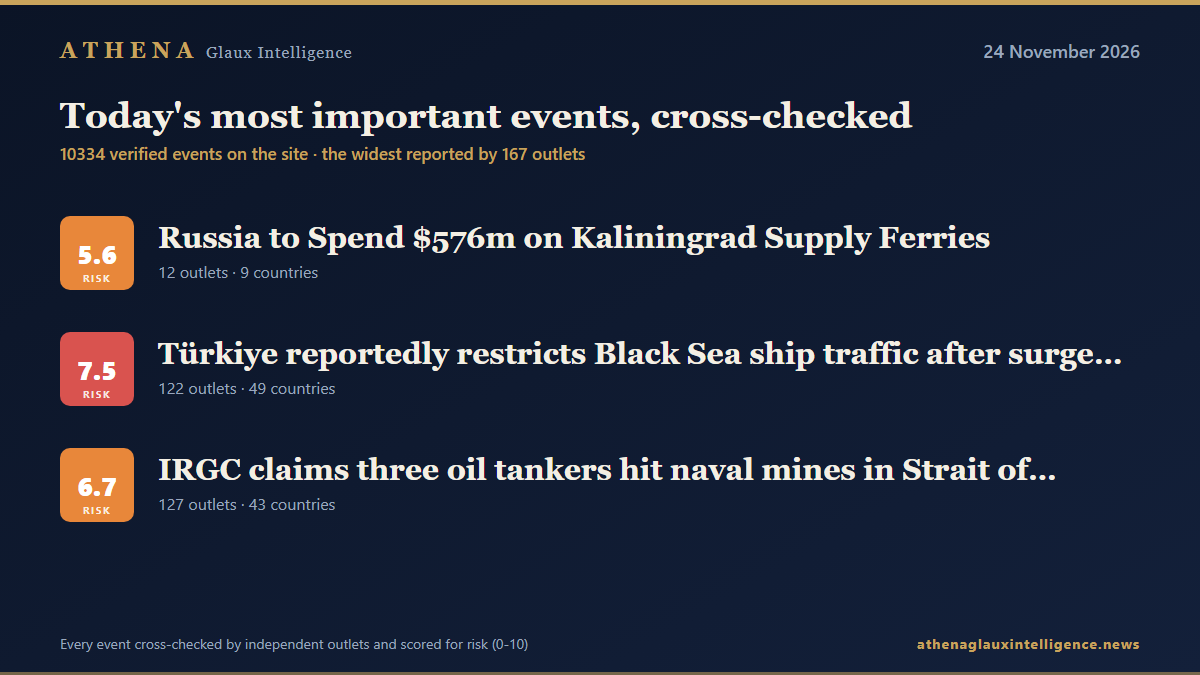 ATHENA Glaux Intelligence
24 November 2026
Today's most important events, cross-checked
10334 verified events on the site · the widest reported by 167 outlets
5.6
RISK
Russia to Spend $576m on Kaliningrad Supply Ferries
12 outlets · 9 countries
7.5
RISK
Türkiye reportedly restricts Black Sea ship traffic after surge...
122 outlets · 49 countries
6.7
RISK
IRGC claims three oil tankers hit naval mines in Strait of...
127 outlets · 43 countries
Every event cross-checked by independent outlets and scored for risk (0-10)
athenaglauxintelligence.news